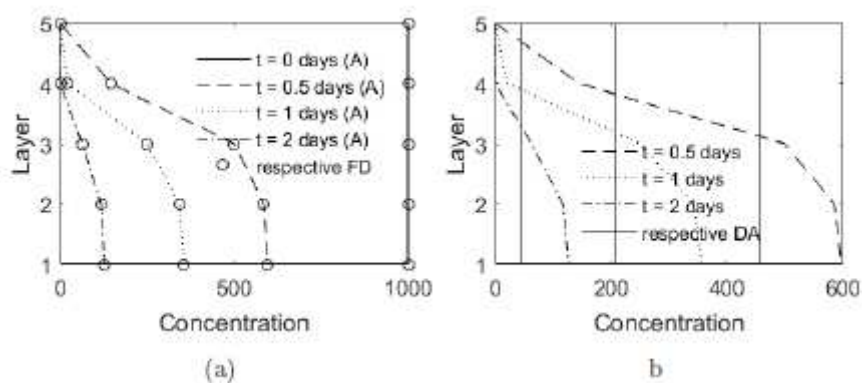 5
4
3
2
1
Layer
0
500
1000
Concentration
t = 0 days (A)
t = 0.5 days (A)
t = 1 days (A)
t = 2 days (A)
respective FD
(a)
5
4
3
2
1
Layer
0
200
400
600
Concentration
t = 0.5 days
t = 1 days
t = 2 days
respective DA
b